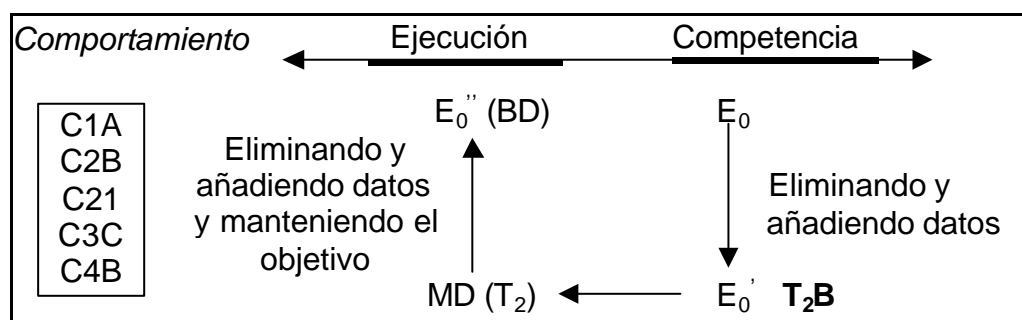 Comportamiento Ejecución Competencia
C1A
C2B
C21
C3C
C4B
E₀'' (BD)
Eliminando y
añadiendo datos
y manteniendo el
objetivo
MD (T₂)
E₀
Eliminando y
añadiendo datos
E₀' T₂B